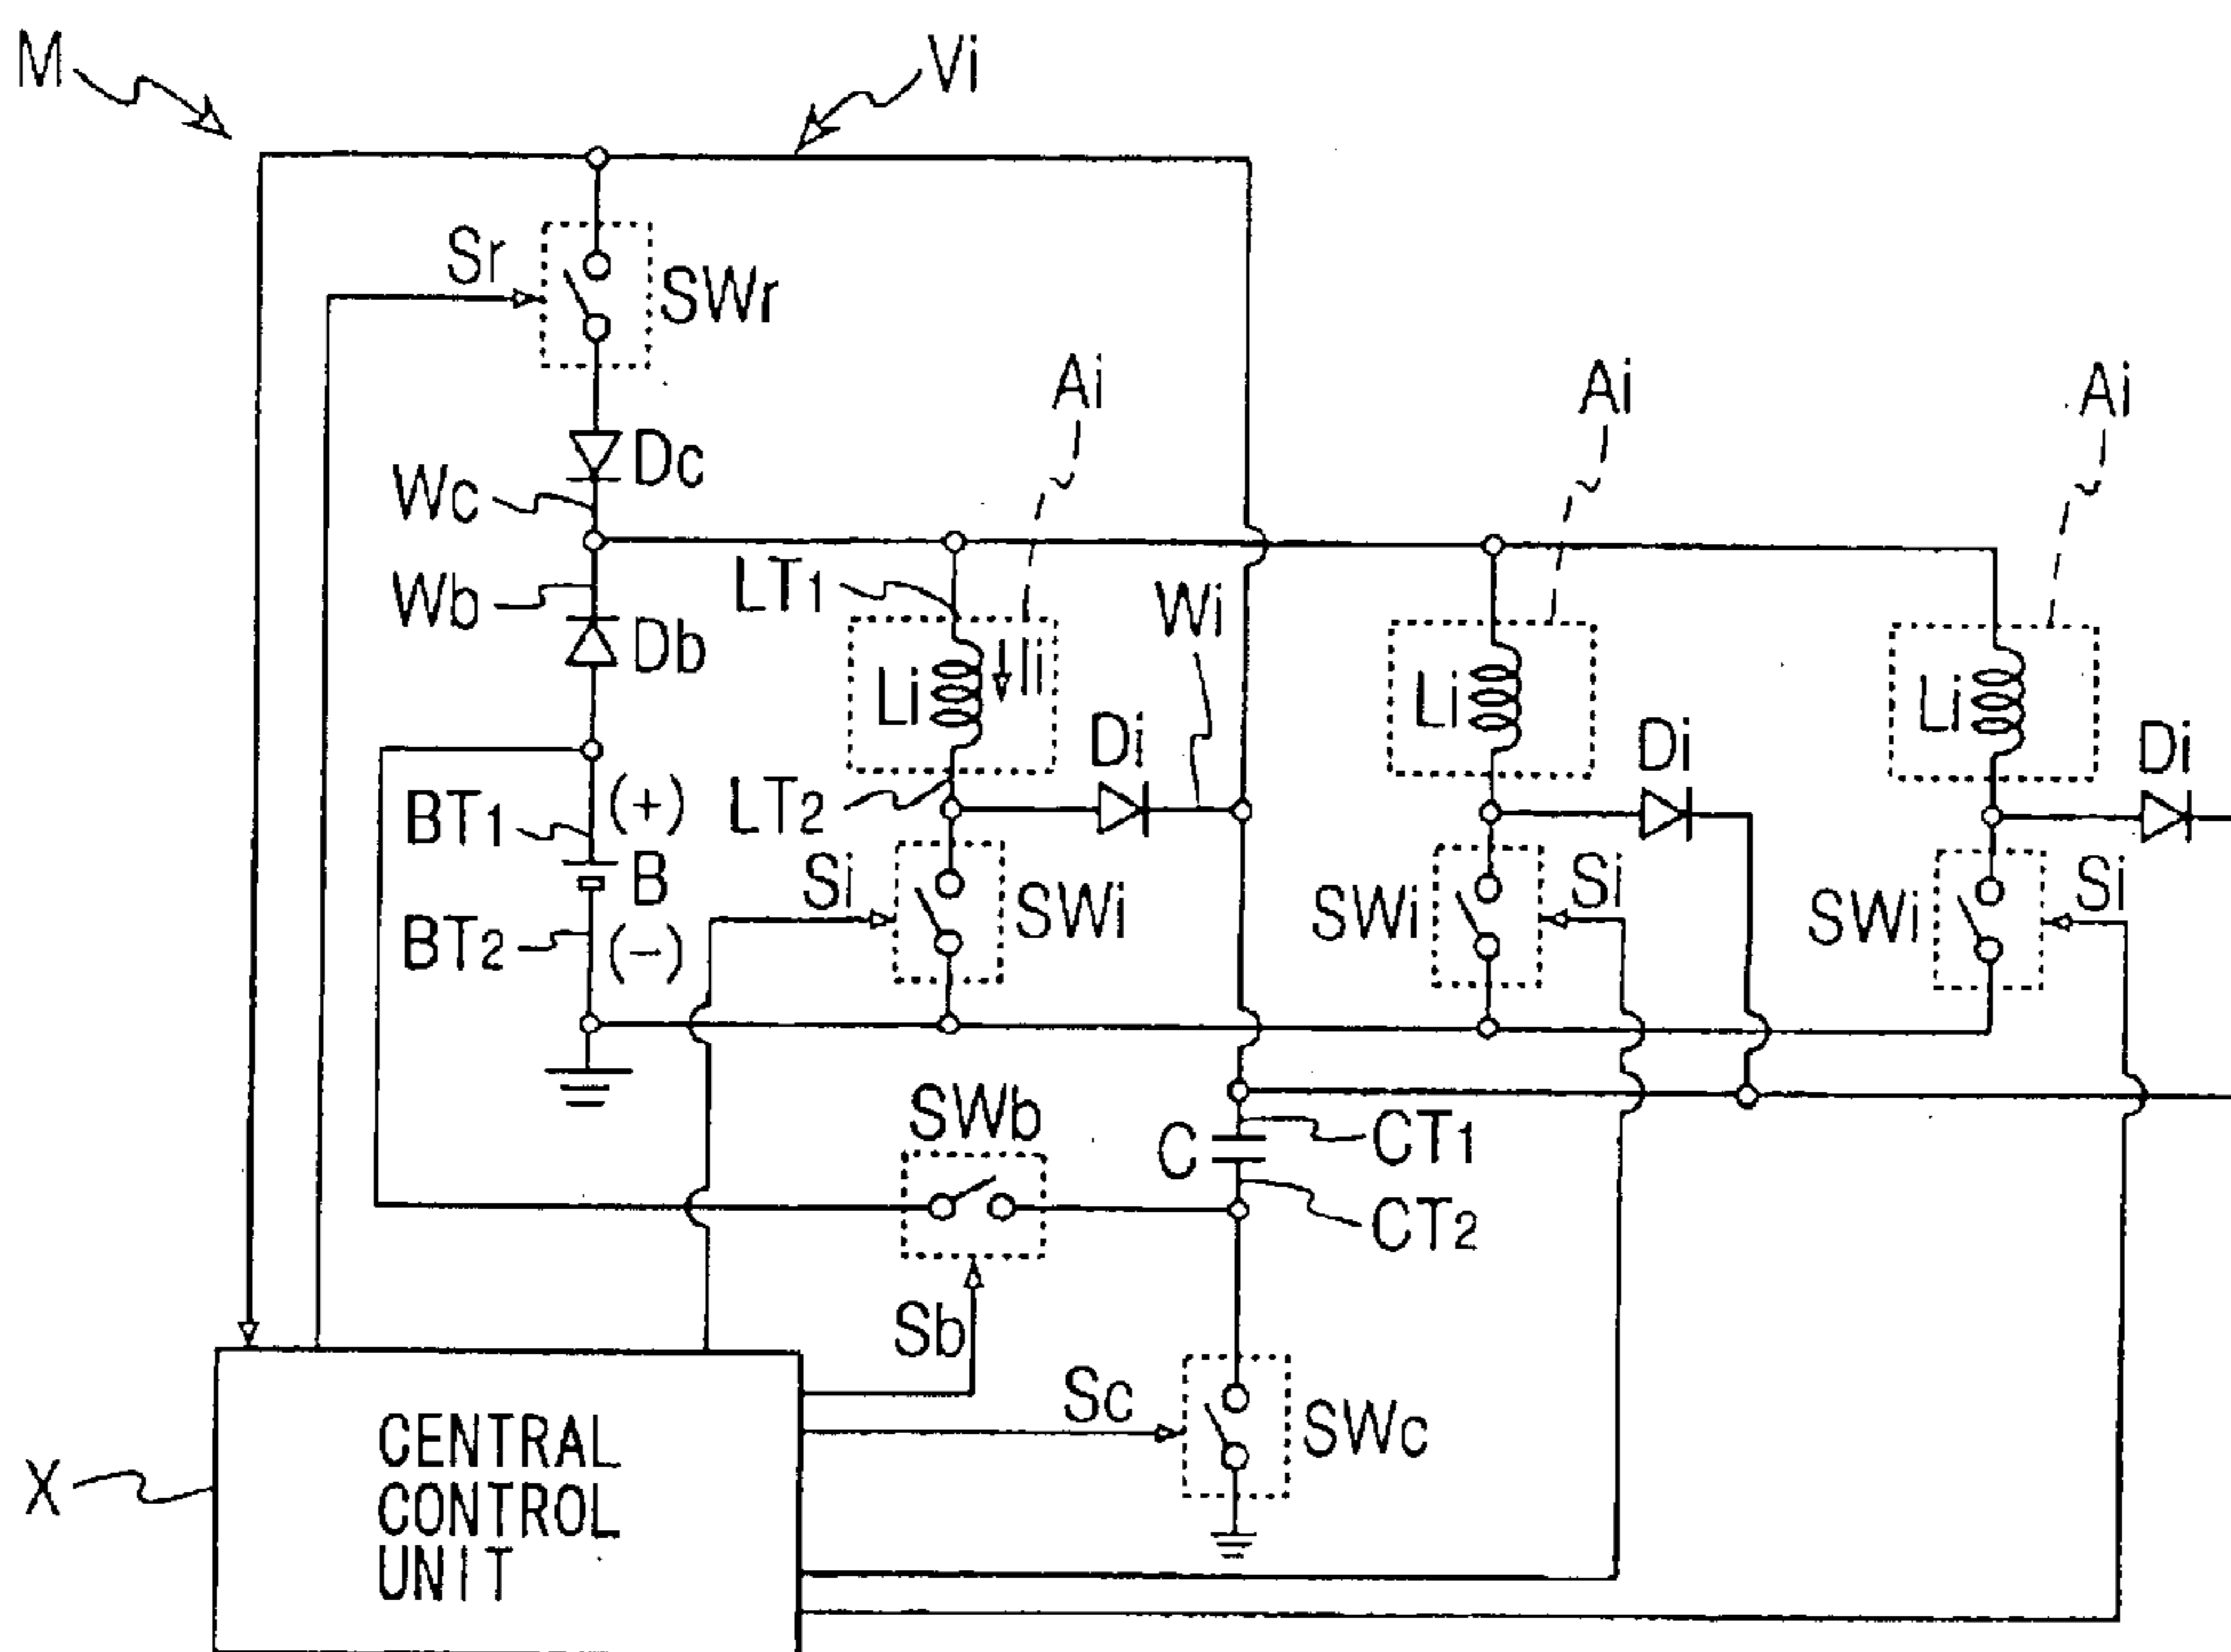 M
Vi
Sr
SWr
Ai
Ai
Ai
Dc
Wc
LT1
Wi
Wb
Db
Li
Ii
Li
Li
Di
Di
Di
BT1
(+)
LT2
B
Si
SWi
SWi
Si
SWi
Si
BT2
(-)
SWb
C
CT1
CT2
Sb
Sc
SWc
X
CENTRAL
CONTROL
UNIT